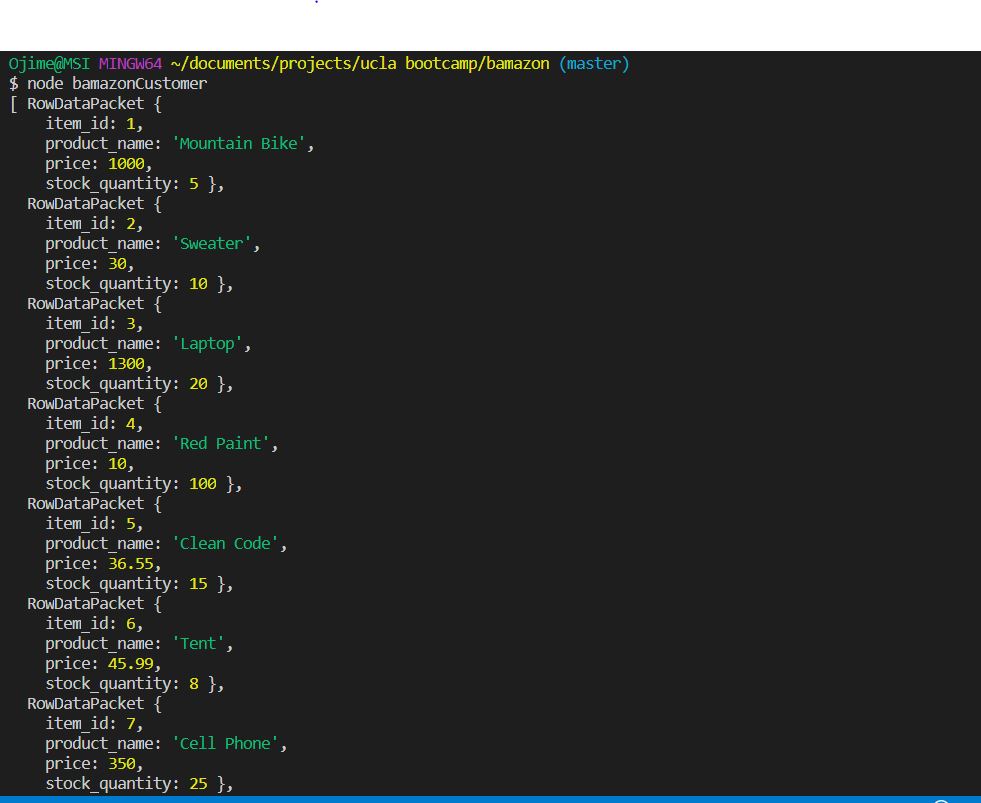 Ojime@MSI MINGW64 ~/documents/projects/ucla bootcamp/bamazon (master)
$ node bamazonCustomer
[ RowDataPacket {
    item_id: 1,
    product_name: 'Mountain Bike',
    price: 1000,
    stock_quantity: 5 },
  RowDataPacket {
    item_id: 2,
    product_name: 'Sweater',
    price: 30,
    stock_quantity: 10 },
  RowDataPacket {
    item_id: 3,
    product_name: 'Laptop',
    price: 1300,
    stock_quantity: 20 },
  RowDataPacket {
    item_id: 4,
    product_name: 'Red Paint',
    price: 10,
    stock_quantity: 100 },
  RowDataPacket {
    item_id: 5,
    product_name: 'Clean Code',
    price: 36.55,
    stock_quantity: 15 },
  RowDataPacket {
    item_id: 6,
    product_name: 'Tent',
    price: 45.99,
    stock_quantity: 8 },
  RowDataPacket {
    item_id: 7,
    product_name: 'Cell Phone',
    price: 350,
    stock_quantity: 25 },